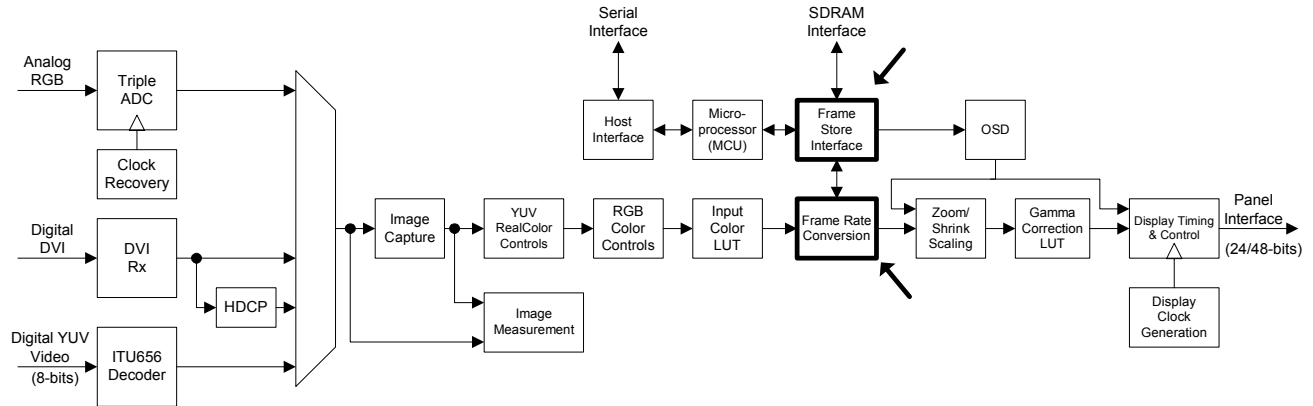 Serial
Interface
SDRAM
Interface
Analog
RGB
Triple
ADC
Clock
Recovery
Host
Interface
Micro-
processor
(MCU)
Frame
Store
Interface
OSD
Digital
DVI
DVI
Rx
HDCP
Image
Capture
YUV
RealColor
Controls
RGB
Color
Controls
Input
Color
LUT
Frame Rate
Conversion
Zoom/
Shrink
Scaling
Gamma
Correction
LUT
Display Timing
& Control
Panel
Interface
(24/48-bits)
Image
Measurement
Display
Clock
Generation
Digital YUV
Video
(8-bits)
ITU656
Decoder